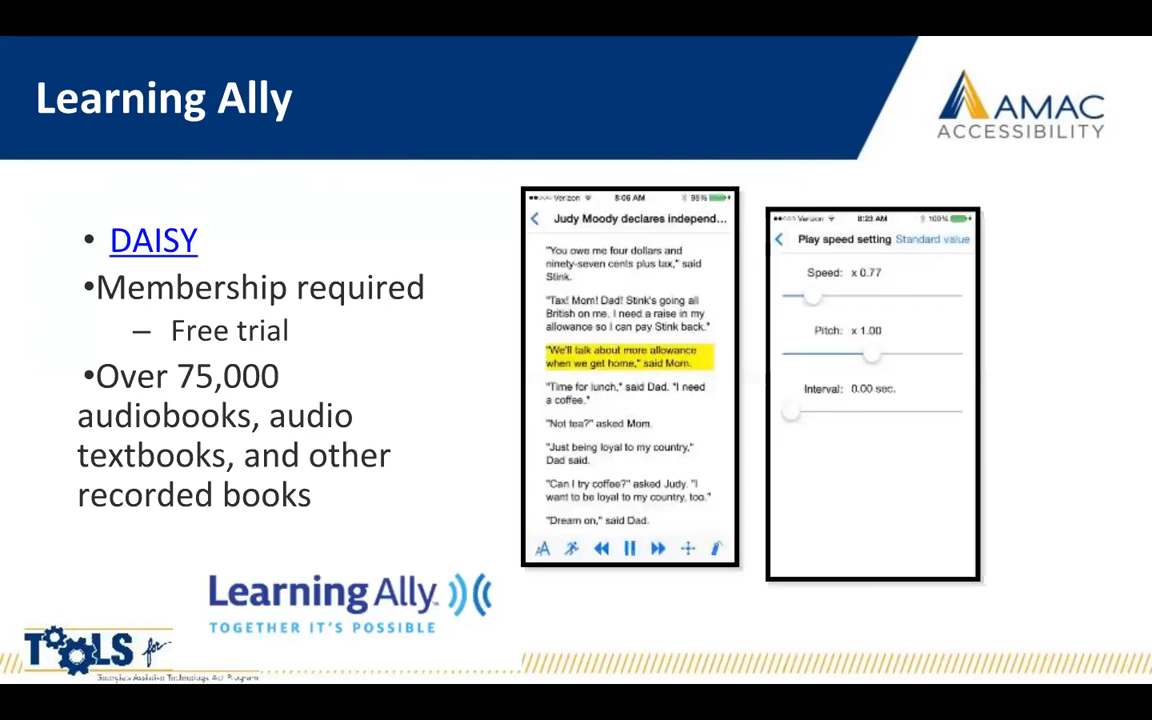 Learning Ally
AMAC
ACCESSIBILITY
• DAISY
•Membership required
– Free trial
•Over 75,000
audiobooks, audio
textbooks, and other
recorded books
Verizon 8:06 AM 95%
Judy Moody declares independ...
"You owe me four dollars and
ninety-seven cents plus tax," said
Stink.
"Tax! Mom! Dad! Stink's going all
British on me. I need a raise in my
allowance so I can pay Stink back."
"We'll talk about more allowance
when we get home," said Mom.
"Time for lunch," said Dad. "I need
a coffee."
"Not tea?" asked Mom.
"Just being loyal to my country,"
Dad said.
"Can I try coffee?" asked Judy. "I
want to be loyal to my country, too."
"Dream on," said Dad.
AA
Verizon 8:23 AM 100%
Play speed setting Standard value
Speed: x 0.77
Pitch: x 1.00
Interval: 0.00 sec.
Learning Ally
TOGETHER IT'S POSSIBLE
TOOLS for
Georgia's Assistive Technology Act Program